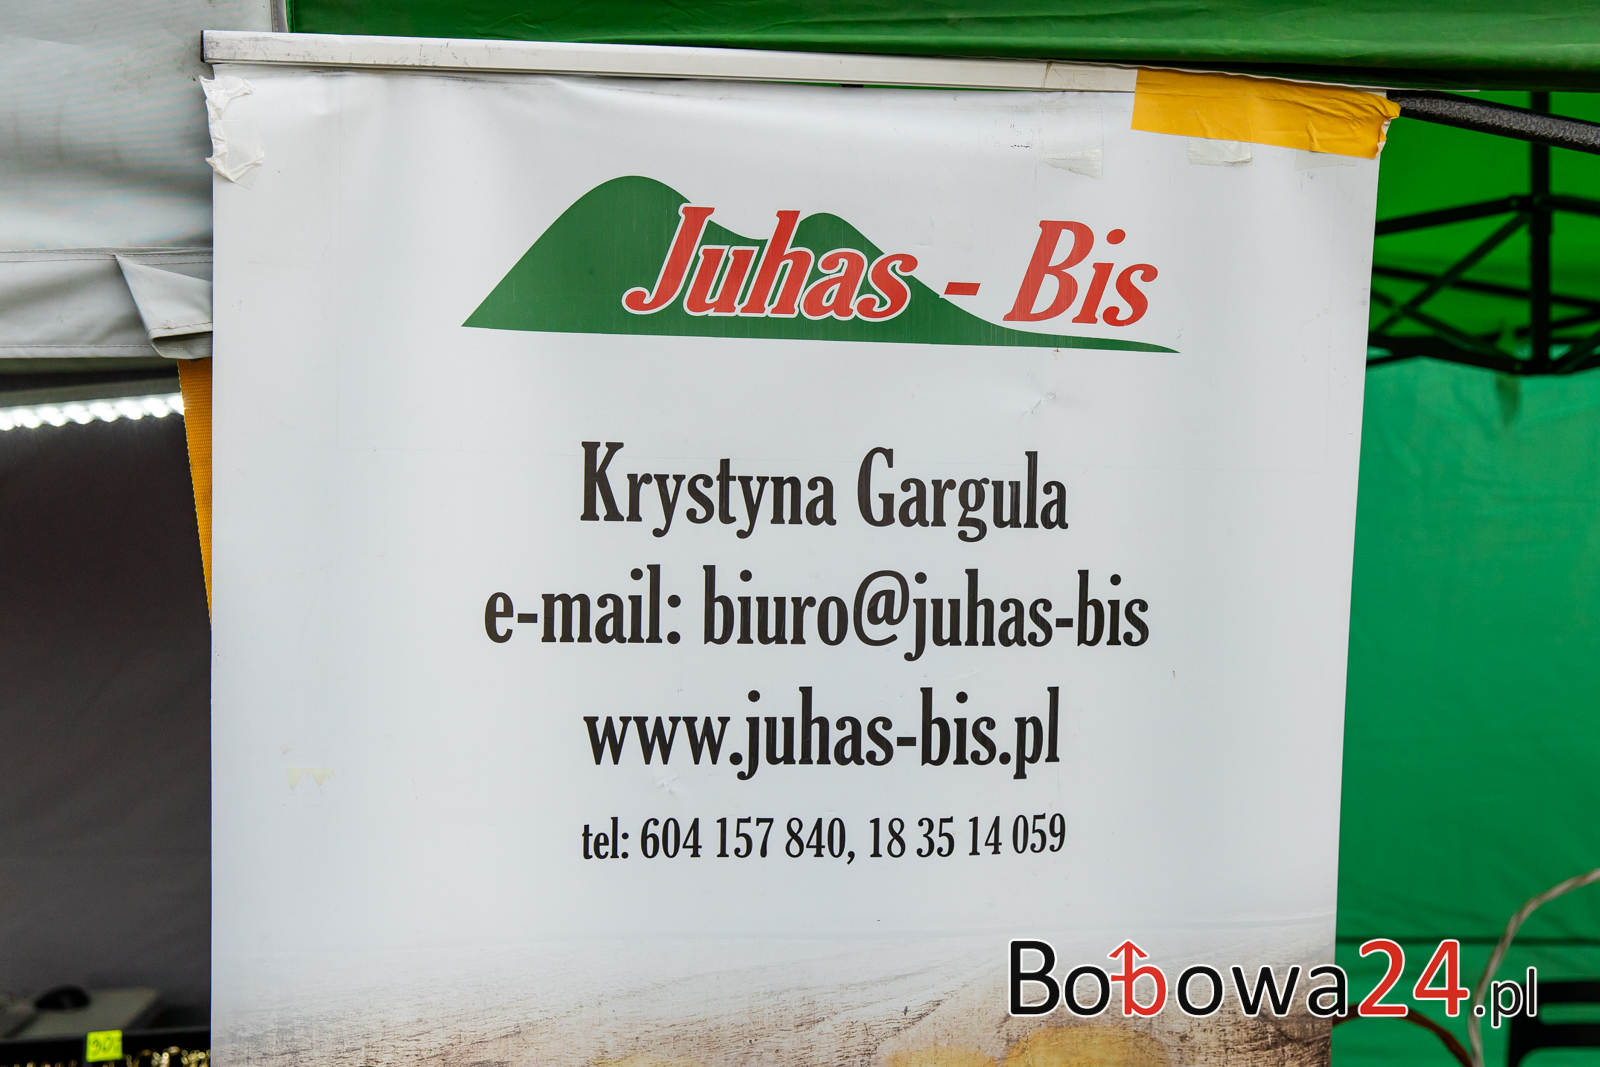 Juhas - Bis
Krystyna Gargula
e-mail: biuro@juhas-bis
www.juhas-bis.pl
tel: 604 157 840, 18 35 14 059
Bobowa24.pl